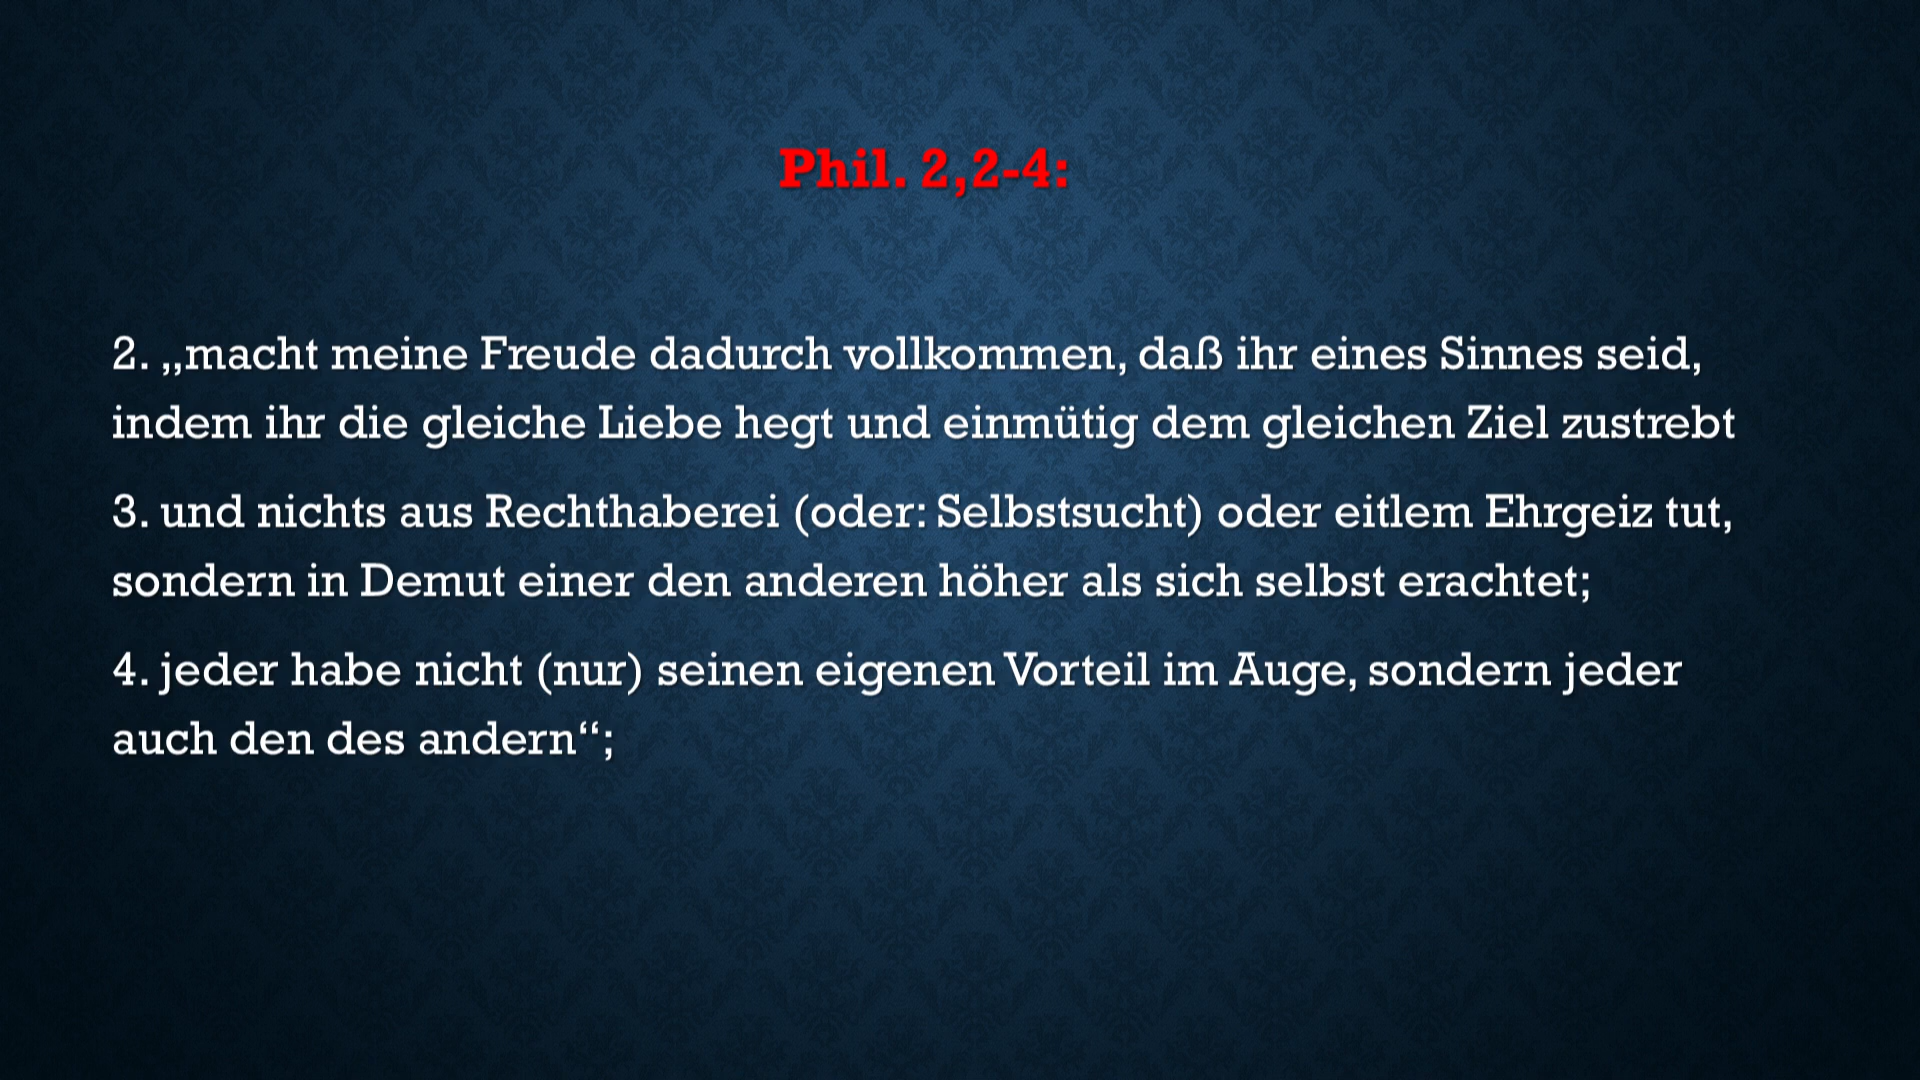 Phil. 2,2-4:
2. „macht meine Freude dadurch vollkommen, daß ihr eines Sinnes seid,
indem ihr die gleiche Liebe hegt und einmütig dem gleichen Ziel zustrebt
3. und nichts aus Rechthaberei (oder: Selbstsucht) oder eitlem Ehrgeiz tut,
sondern in Demut einer den anderen höher als sich selbst erachtet;
4. jeder habe nicht (nur) seinen eigenen Vorteil im Auge, sondern jeder
auch den des andern“;